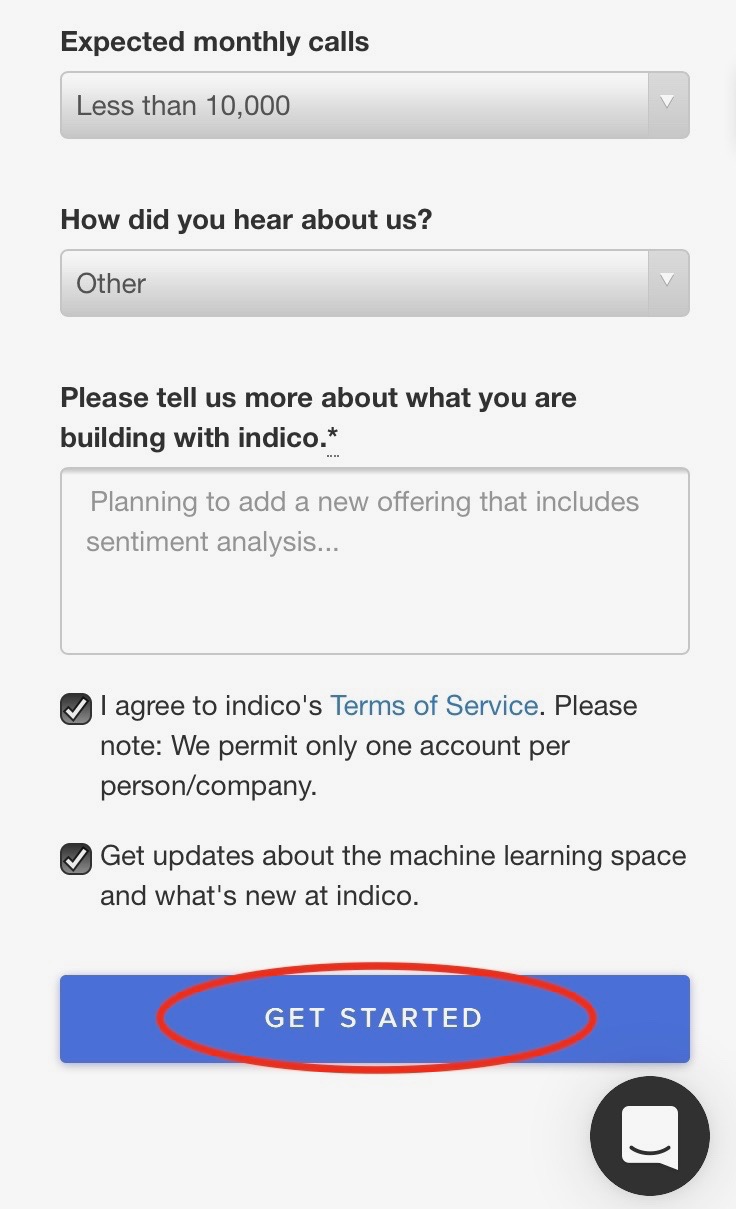 Expected monthly calls
Less than 10,000
How did you hear about us?
Other
Please tell us more about what you are
building with indico.*
Planning to add a new offering that includes
sentiment analysis...
I agree to indico's Terms of Service. Please
note: We permit only one account per
person/company.
Get updates about the machine learning space
and what's new at indico.
GET STARTED